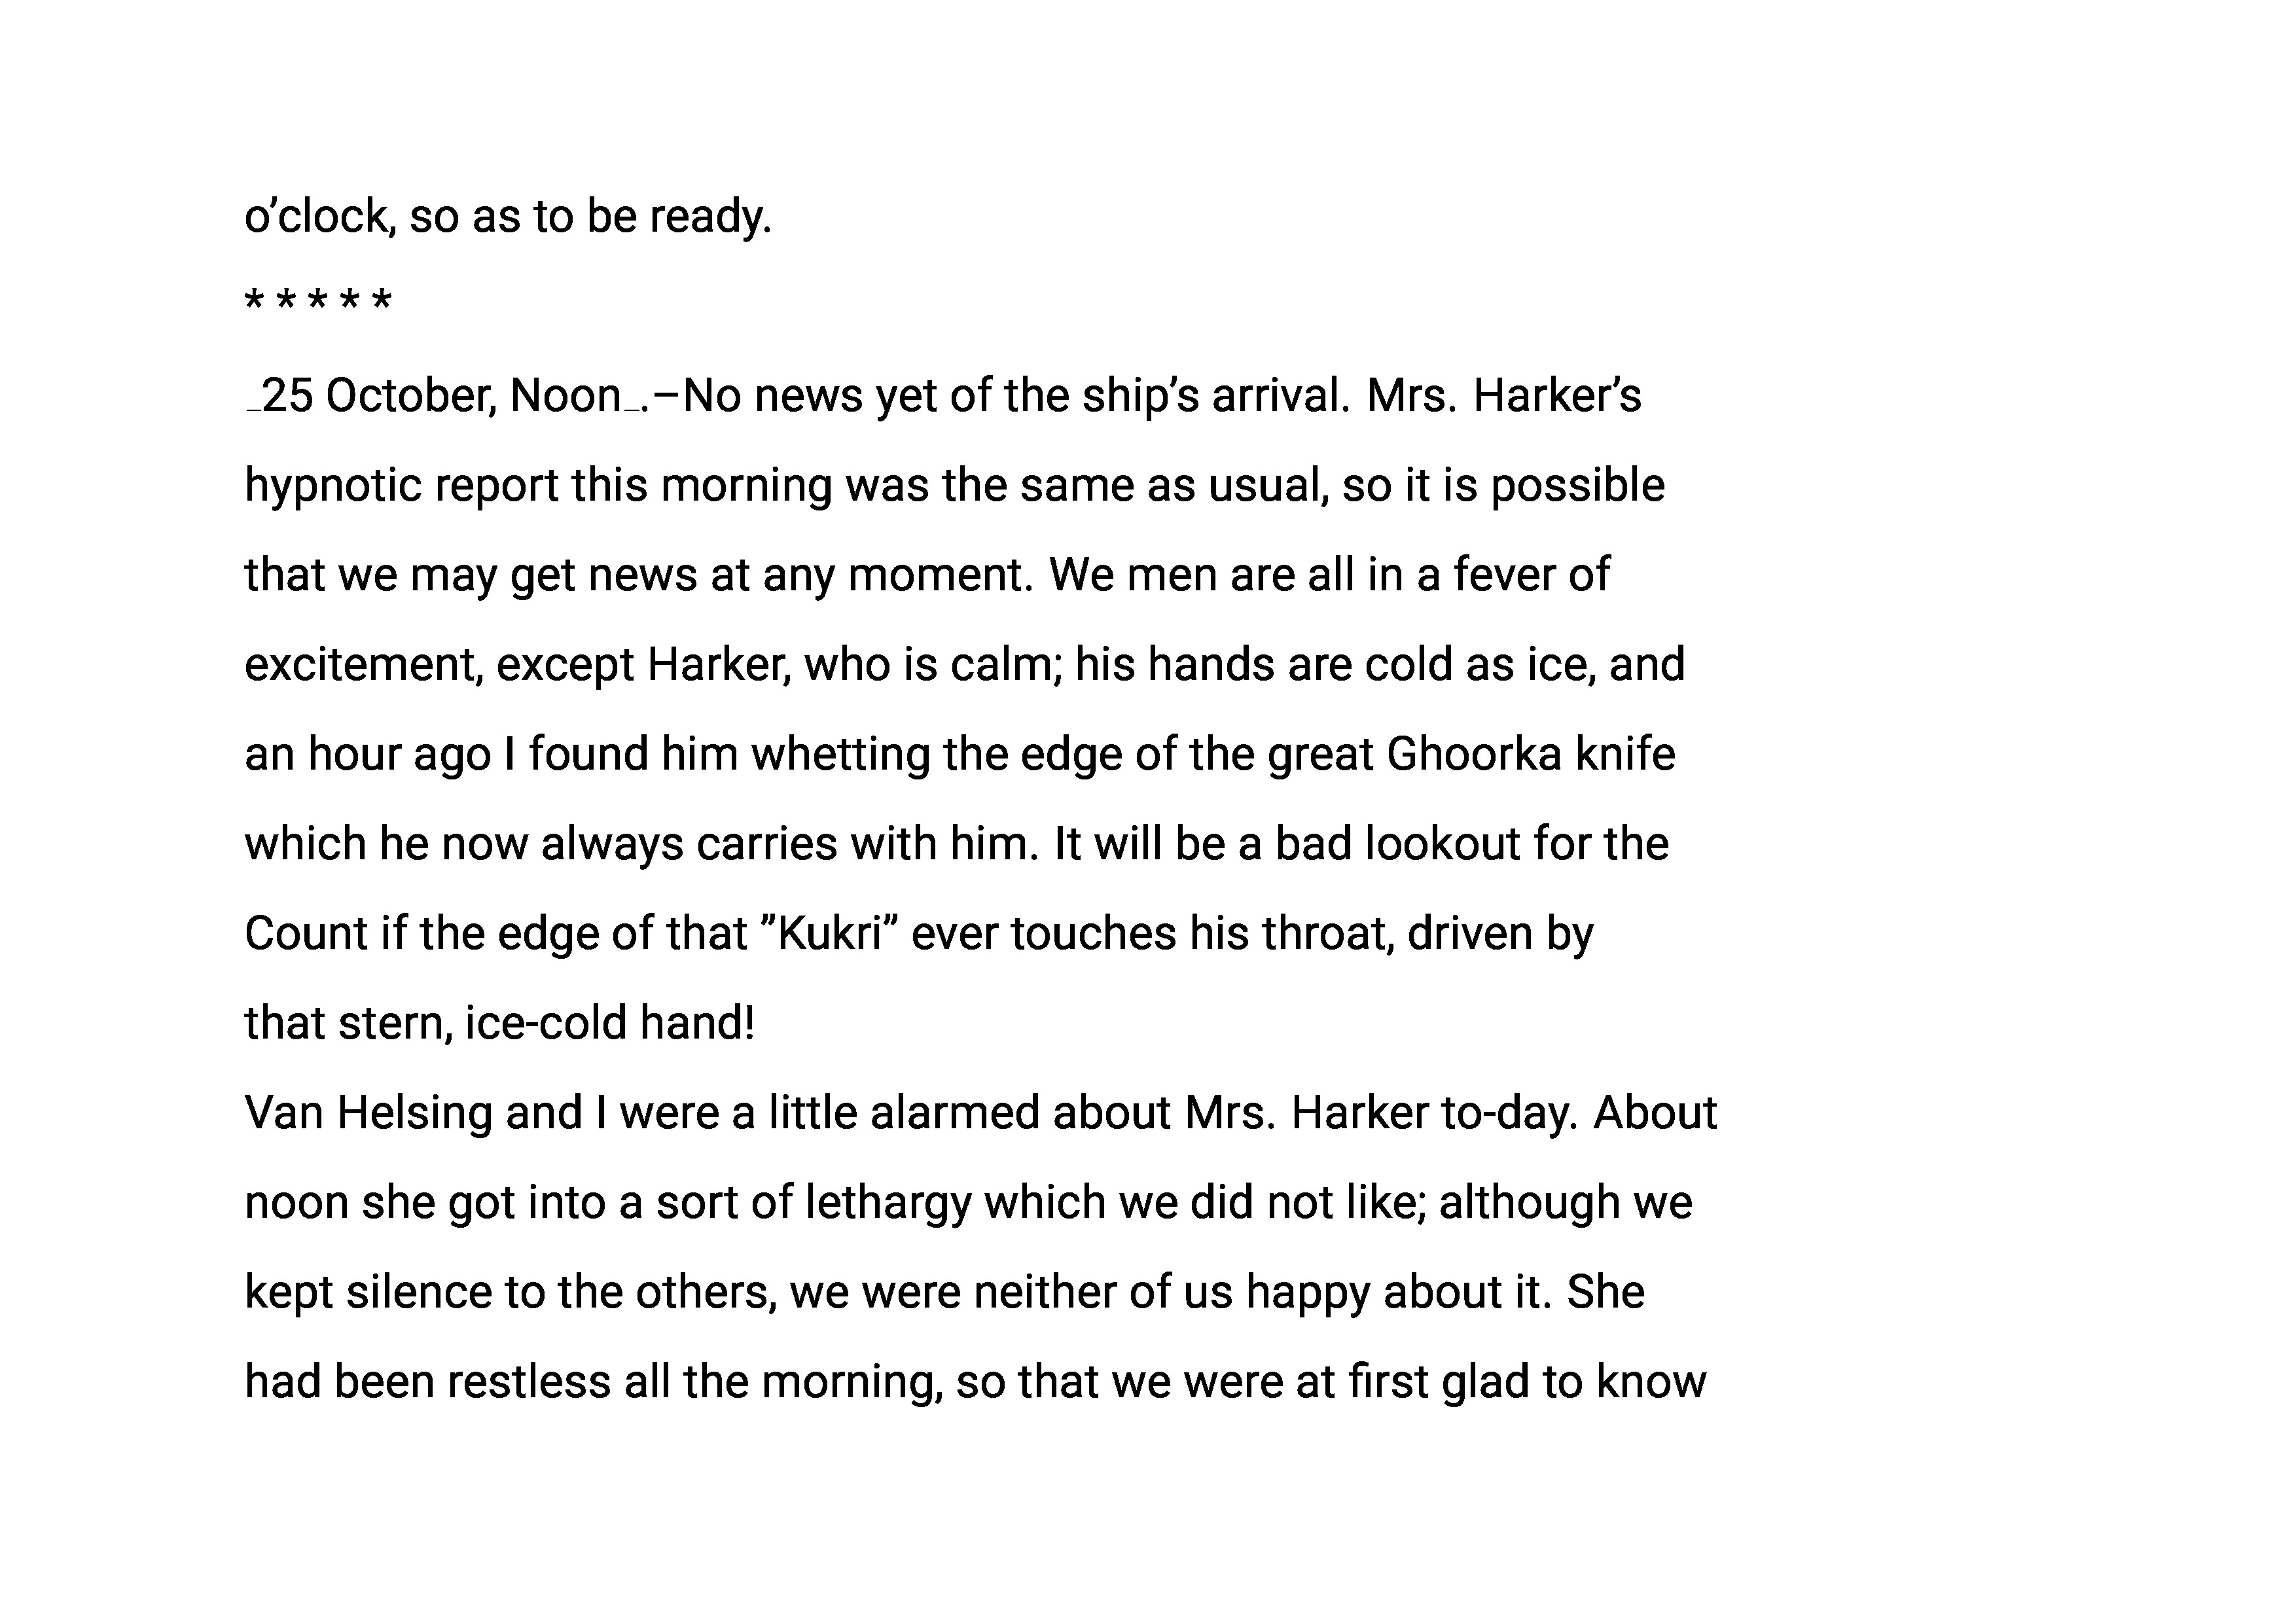 o’clock, so as to be ready.
* * * * *
_25 October, Noon_.–No news yet of the ship’s arrival. Mrs. Harker’s
hypnotic report this morning was the same as usual, so it is possible
that we may get news at any moment. We men are all in a fever of
excitement, except Harker, who is calm; his hands are cold as ice, and
an hour ago I found him whetting the edge of the great Ghoorka knife
which he now always carries with him. It will be a bad lookout for the
Count if the edge of that ”Kukri” ever touches his throat, driven by
that stern, ice-cold hand!
Van Helsing and I were a little alarmed about Mrs. Harker to-day. About
noon she got into a sort of lethargy which we did not like; although we
kept silence to the others, we were neither of us happy about it. She
had been restless all the morning, so that we were at first glad to know